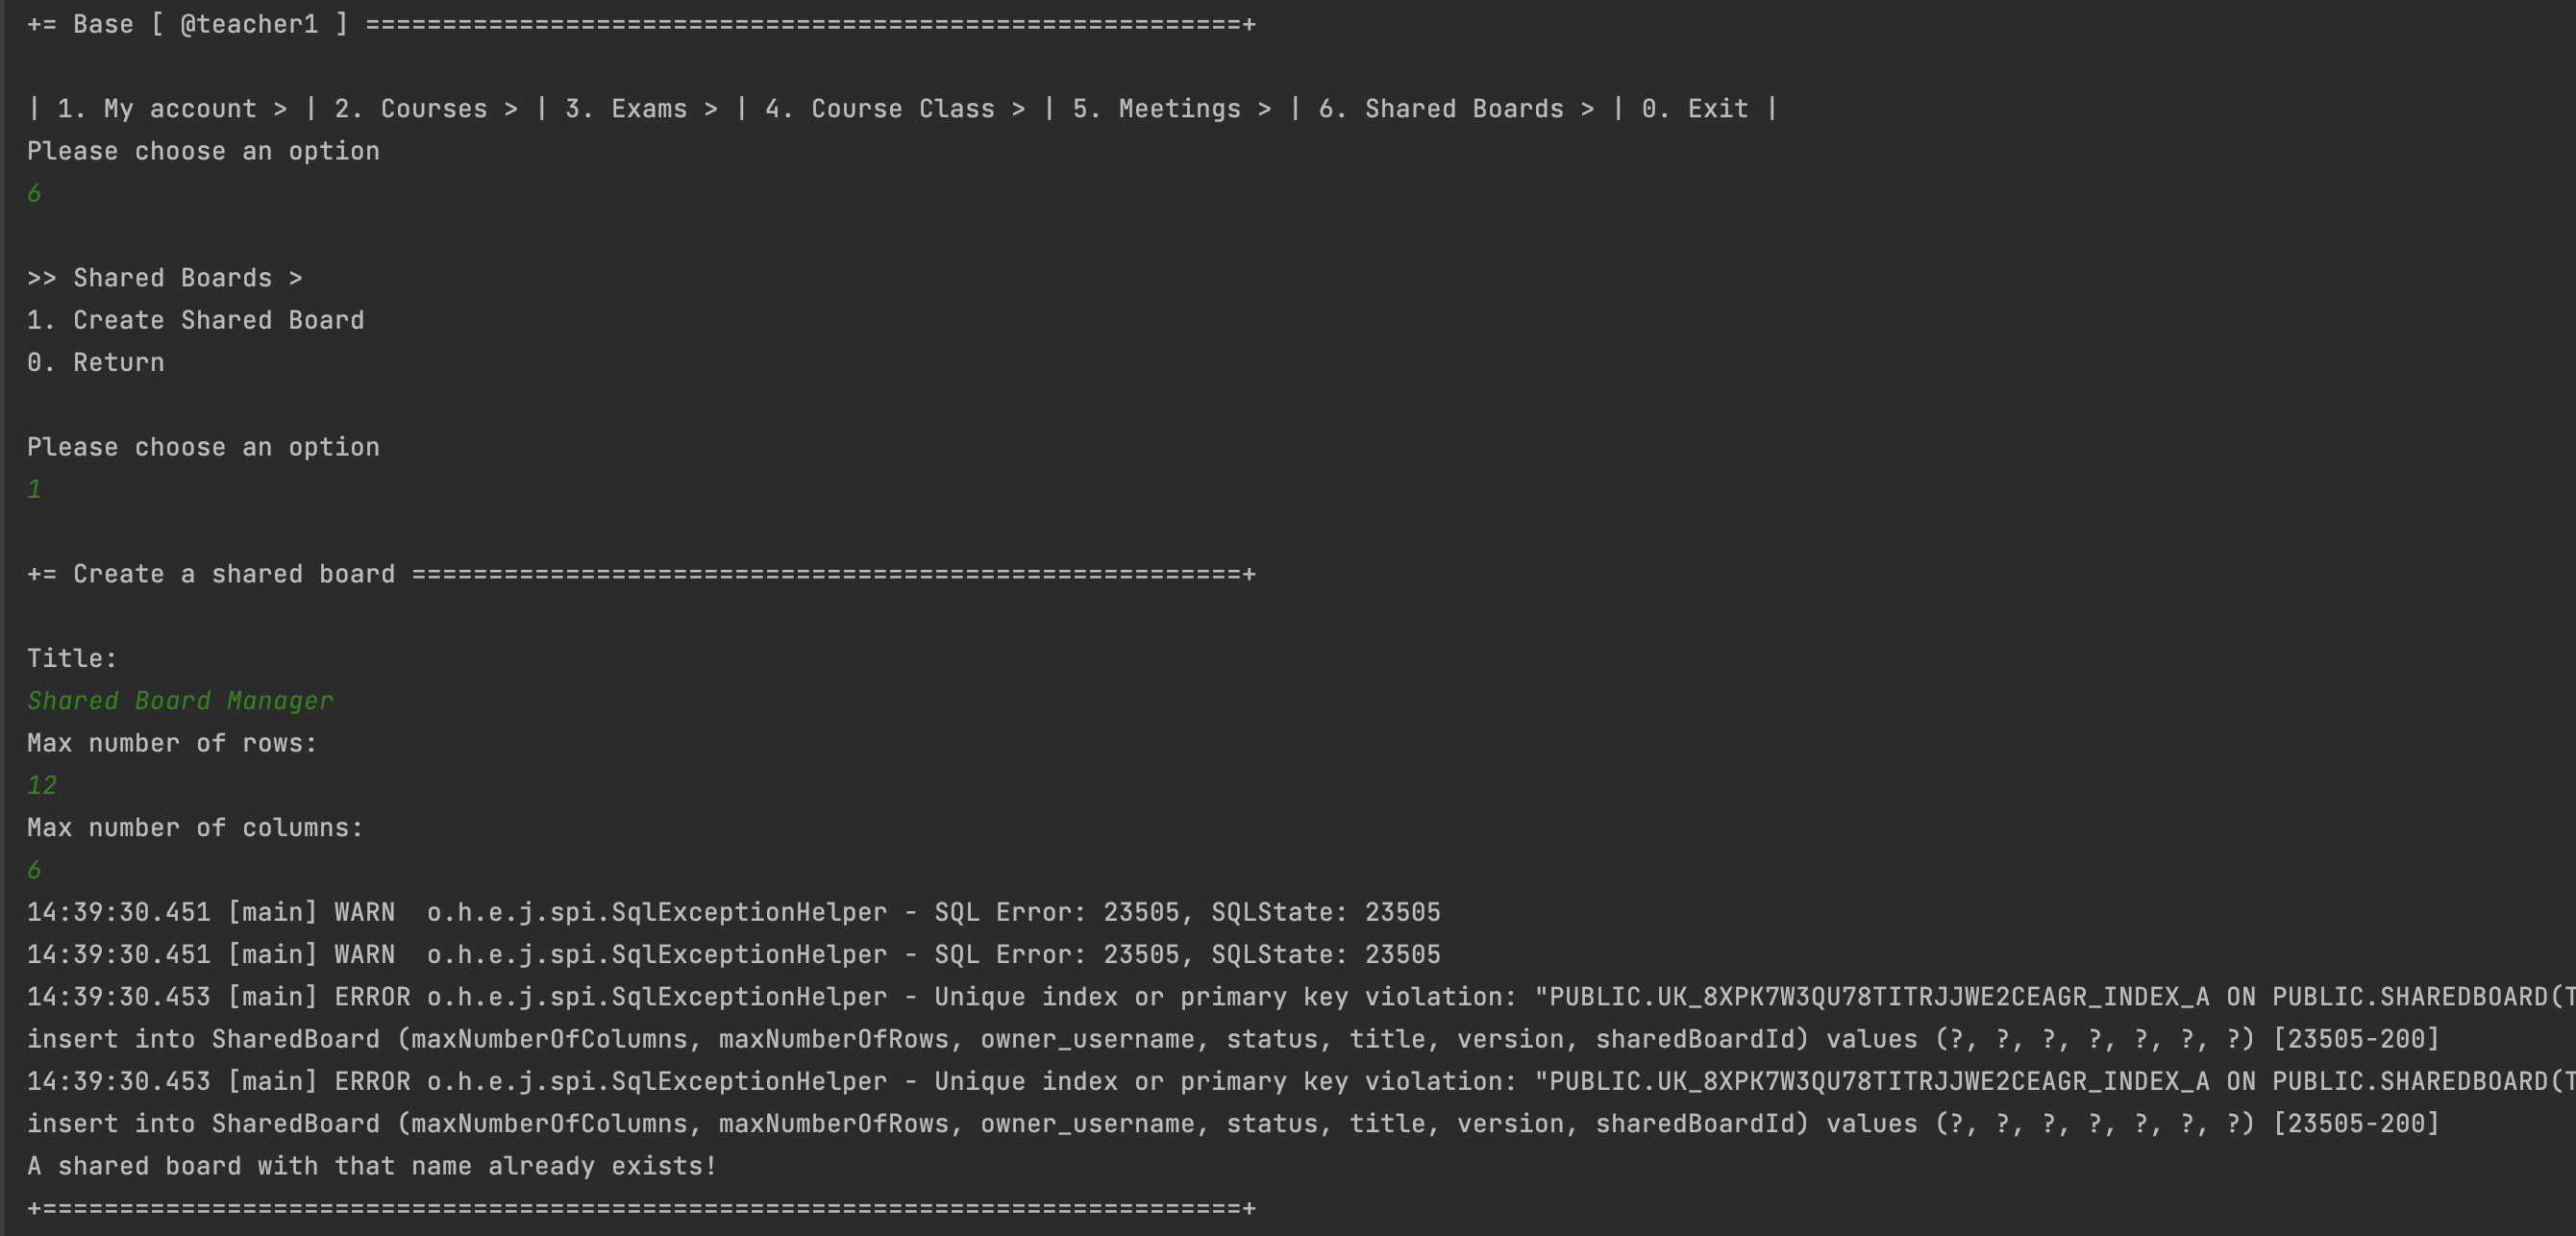 += Base [ @teacher1 ] =========================================================+
| 1. My account > | 2. Courses > | 3. Exams > | 4. Course Class > | 5. Meetings > | 6. Shared Boards > | 0. Exit |
Please choose an option
6
>> Shared Boards >
1. Create Shared Board
0. Return
Please choose an option
1
+= Create a shared board ======================================================+
Title:
Shared Board Manager
Max number of rows:
12
Max number of columns:
6
14:39:30.451 [main] WARN  o.h.e.j.spi.SqlExceptionHelper - SQL Error: 23505, SQLState: 23505
14:39:30.451 [main] WARN  o.h.e.j.spi.SqlExceptionHelper - SQL Error: 23505, SQLState: 23505
14:39:30.453 [main] ERROR o.h.e.j.spi.SqlExceptionHelper - Unique index or primary key violation: "PUBLIC.UK_8XPK7W3QU78TITRJJWE2CEAGR_INDEX_A ON PUBLIC.SHAREDBOARD(T
insert into SharedBoard (maxNumberOfColumns, maxNumberOfRows, owner_username, status, title, version, sharedBoardId) values (?, ?, ?, ?, ?, ?, ?) [23505-200]
14:39:30.453 [main] ERROR o.h.e.j.spi.SqlExceptionHelper - Unique index or primary key violation: "PUBLIC.UK_8XPK7W3QU78TITRJJWE2CEAGR_INDEX_A ON PUBLIC.SHAREDBOARD(T
insert into SharedBoard (maxNumberOfColumns, maxNumberOfRows, owner_username, status, title, version, sharedBoardId) values (?, ?, ?, ?, ?, ?, ?) [23505-200]
A shared board with that name already exists!
+==============================================================================+